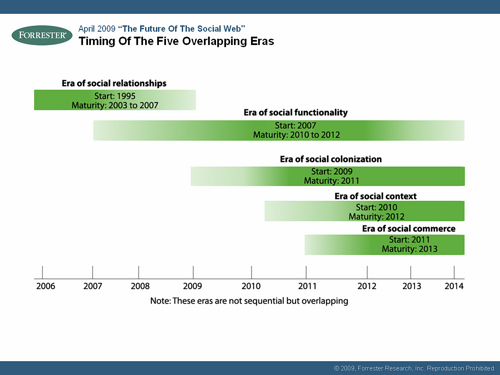 FORRESTER®
April 2009 “The Future Of The Social Web”
Timing Of The Five Overlapping Eras
Era of social relationships
Start: 1995
Maturity: 2003 to 2007
Era of social functionality
Start: 2007
Maturity: 2010 to 2012
Era of social colonization
Start: 2009
Maturity: 2011
Era of social context
Start: 2010
Maturity: 2012
Era of social commerce
Start: 2011
Maturity: 2013
2006 2007 2008 2009 2010 2011 2012 2013 2014
Note: These eras are not sequential but overlapping
© 2009, Forrester Research, Inc. Reproduction Prohibited